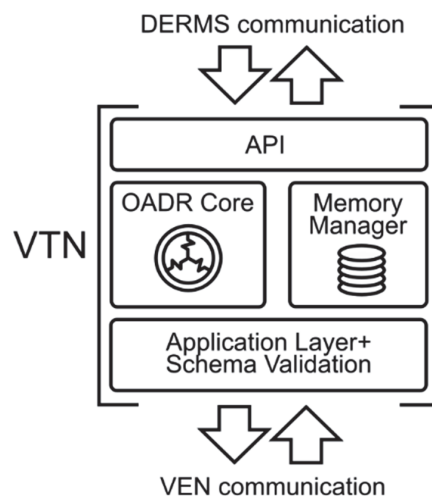 DERMS communication
API
VTN
OADR Core
Memory
Manager
Application Layer+
Schema Validation
VEN communication